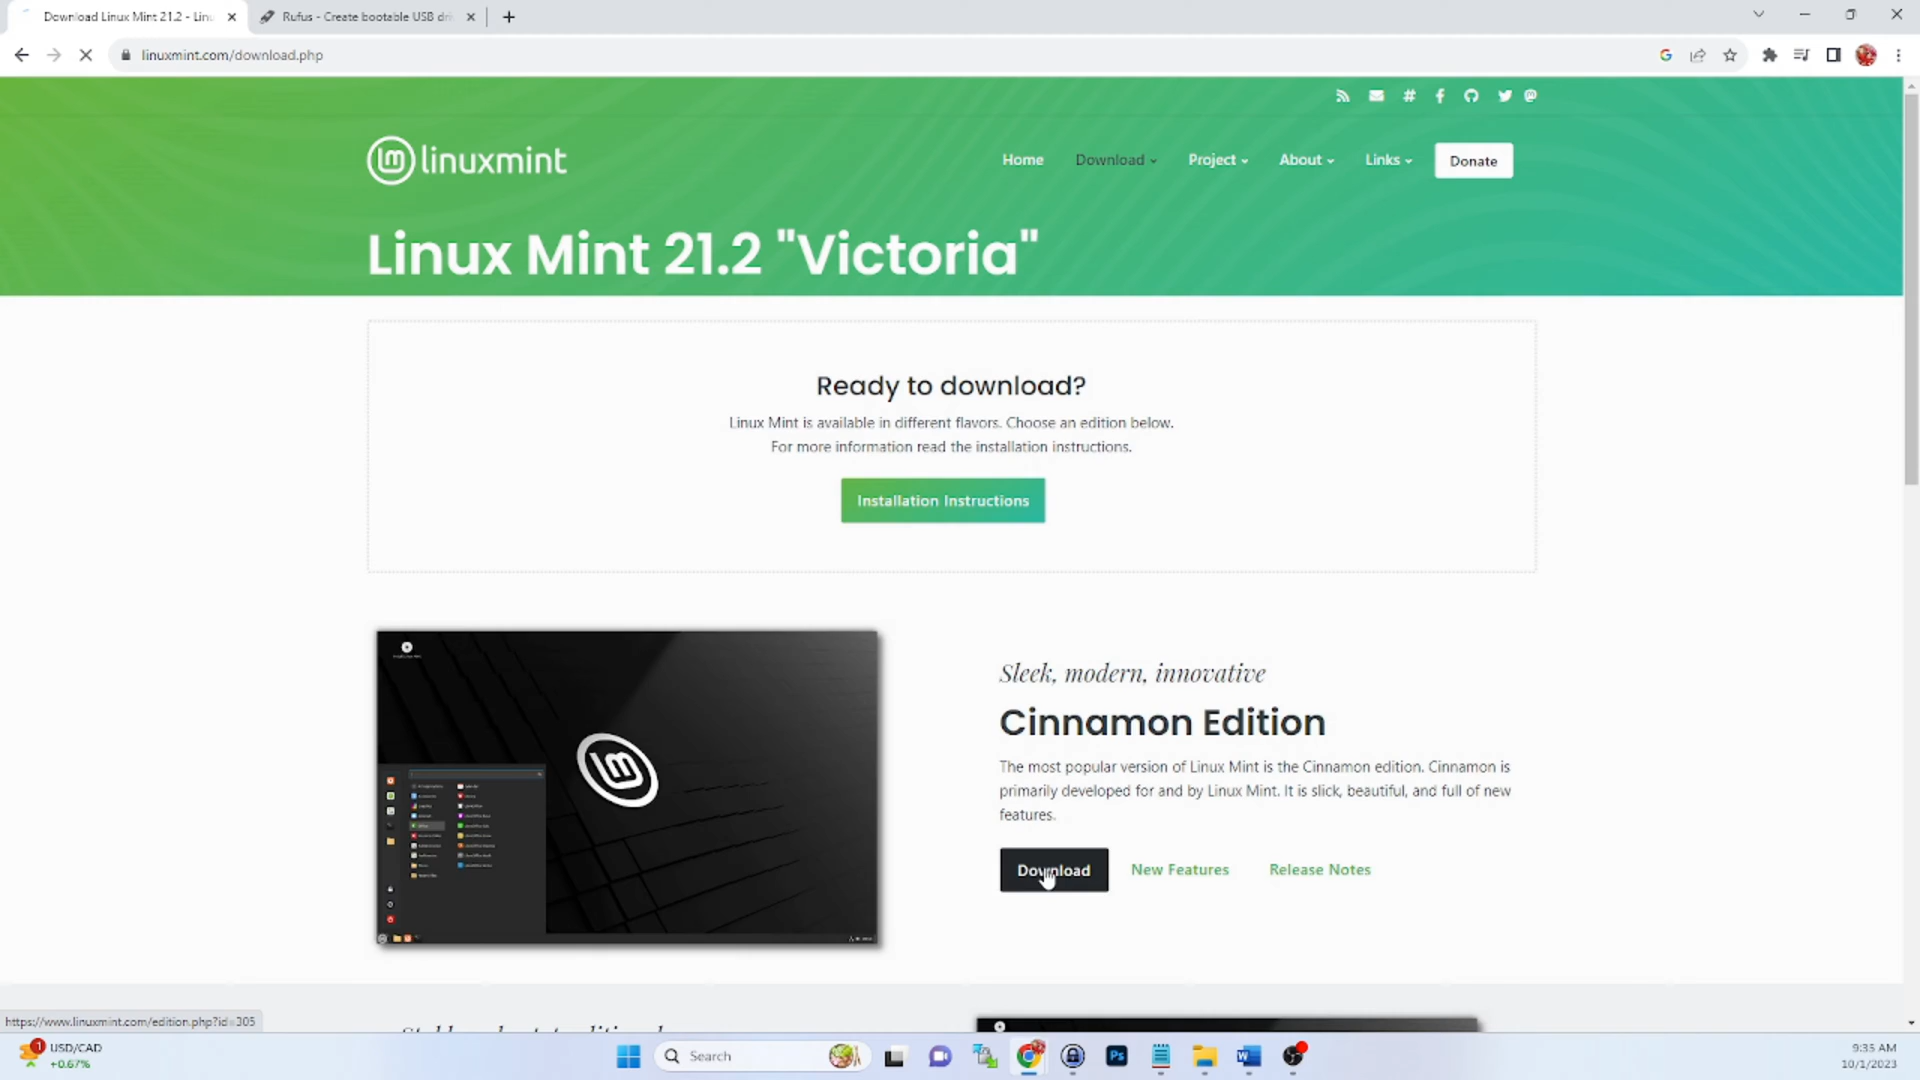 Download Linux Mint 21.2 - Linu
Rufus - Create bootable USB dri
linuxmint.com/download.php
linuxmint
Home
Download
Project
About
Links
Donate
Linux Mint 21.2 "Victoria"
Ready to download?
Linux Mint is available in different flavors. Choose an edition below.
For more information read the installation instructions.
Installation Instructions
Sleek, modern, innovative
Cinnamon Edition
The most popular version of Linux Mint is the Cinnamon edition. Cinnamon is
primarily developed for and by Linux Mint. It is slick, beautiful, and full of new
features.
Download
New Features
Release Notes
https://www.linuxmint.com/edition.php?id=305
1
USD/CAD
+0.67%
Search
Ps
W
9:35 AM
10/1/2023